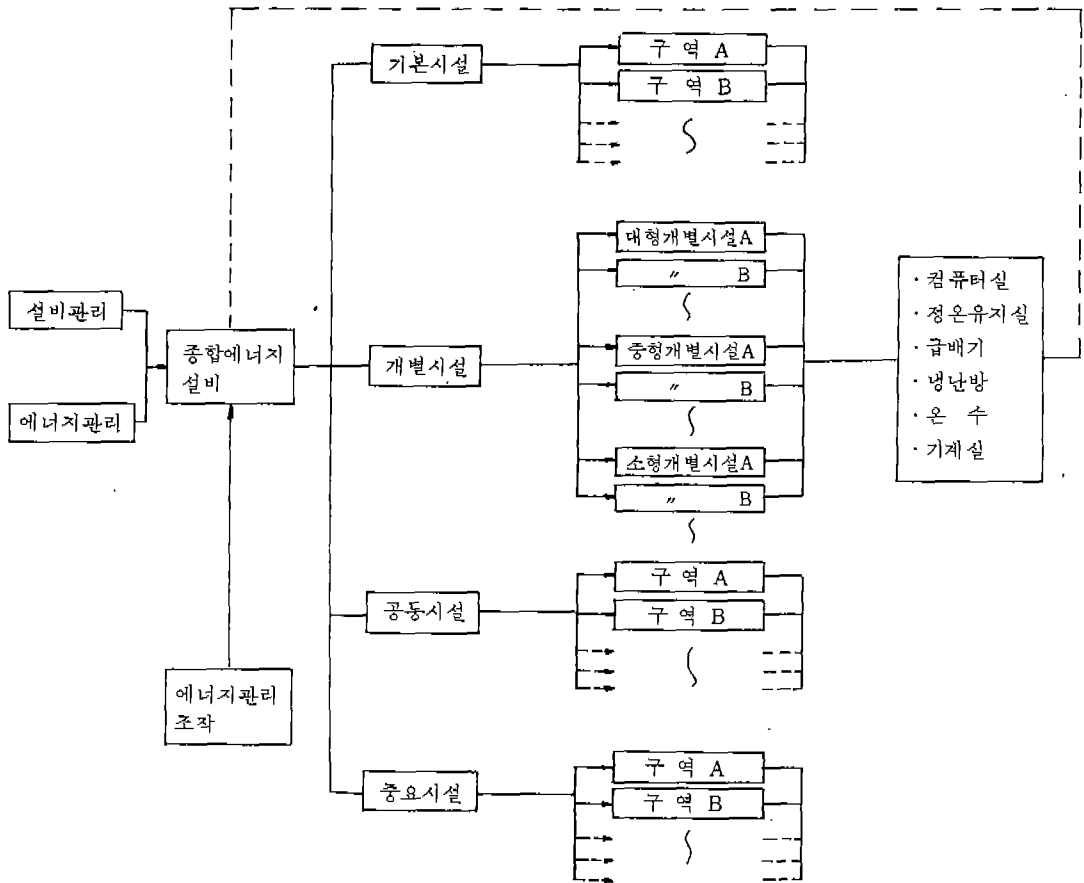 기본시설
구역 A
구역 B
대형개별시설A
〃 B
설비관리
에너지관리
종합에너지
설비
개별시설
중형개별시설A
〃 B
소형개별시설A
〃 B
· 컴퓨터실
· 정온유지실
· 급배기
· 냉난방
· 온 수
· 기계실
공동시설
구역 A
구역 B
에너지관리
조작
중요시설
구역 A
구역 B